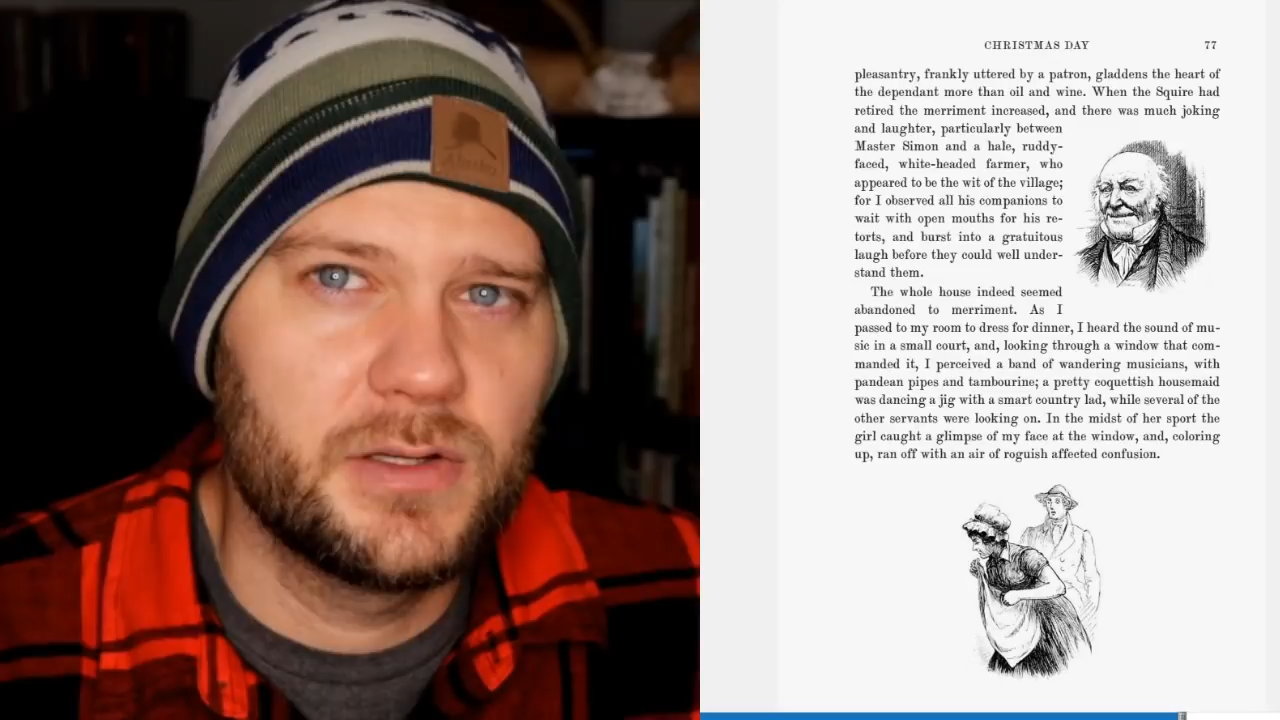 CHRISTMAS DAY 77
pleasantry, frankly uttered by a patron, gladdens the heart of
the dependant more than oil and wine. When the Squire had
retired the merriment increased, and there was much joking
and laughter, particularly between
Master Simon and a hale, ruddy-
faced, white-headed farmer, who
appeared to be the wit of the village;
for I observed all his companions to
wait with open mouths for his re-
torts, and burst into a gratuitous
laugh before they could well under-
stand them.
The whole house indeed seemed
abandoned to merriment. As I
passed to my room to dress for dinner, I heard the sound of mu-
sic in a small court, and, looking through a window that com-
manded it, I perceived a band of wandering musicians, with
pandean pipes and tambourine; a pretty coquettish housemaid
was dancing a jig with a smart country lad, while several of the
other servants were looking on. In the midst of her sport the
girl caught a glimpse of my face at the window, and, coloring
up, ran off with an air of roguish affected confusion.